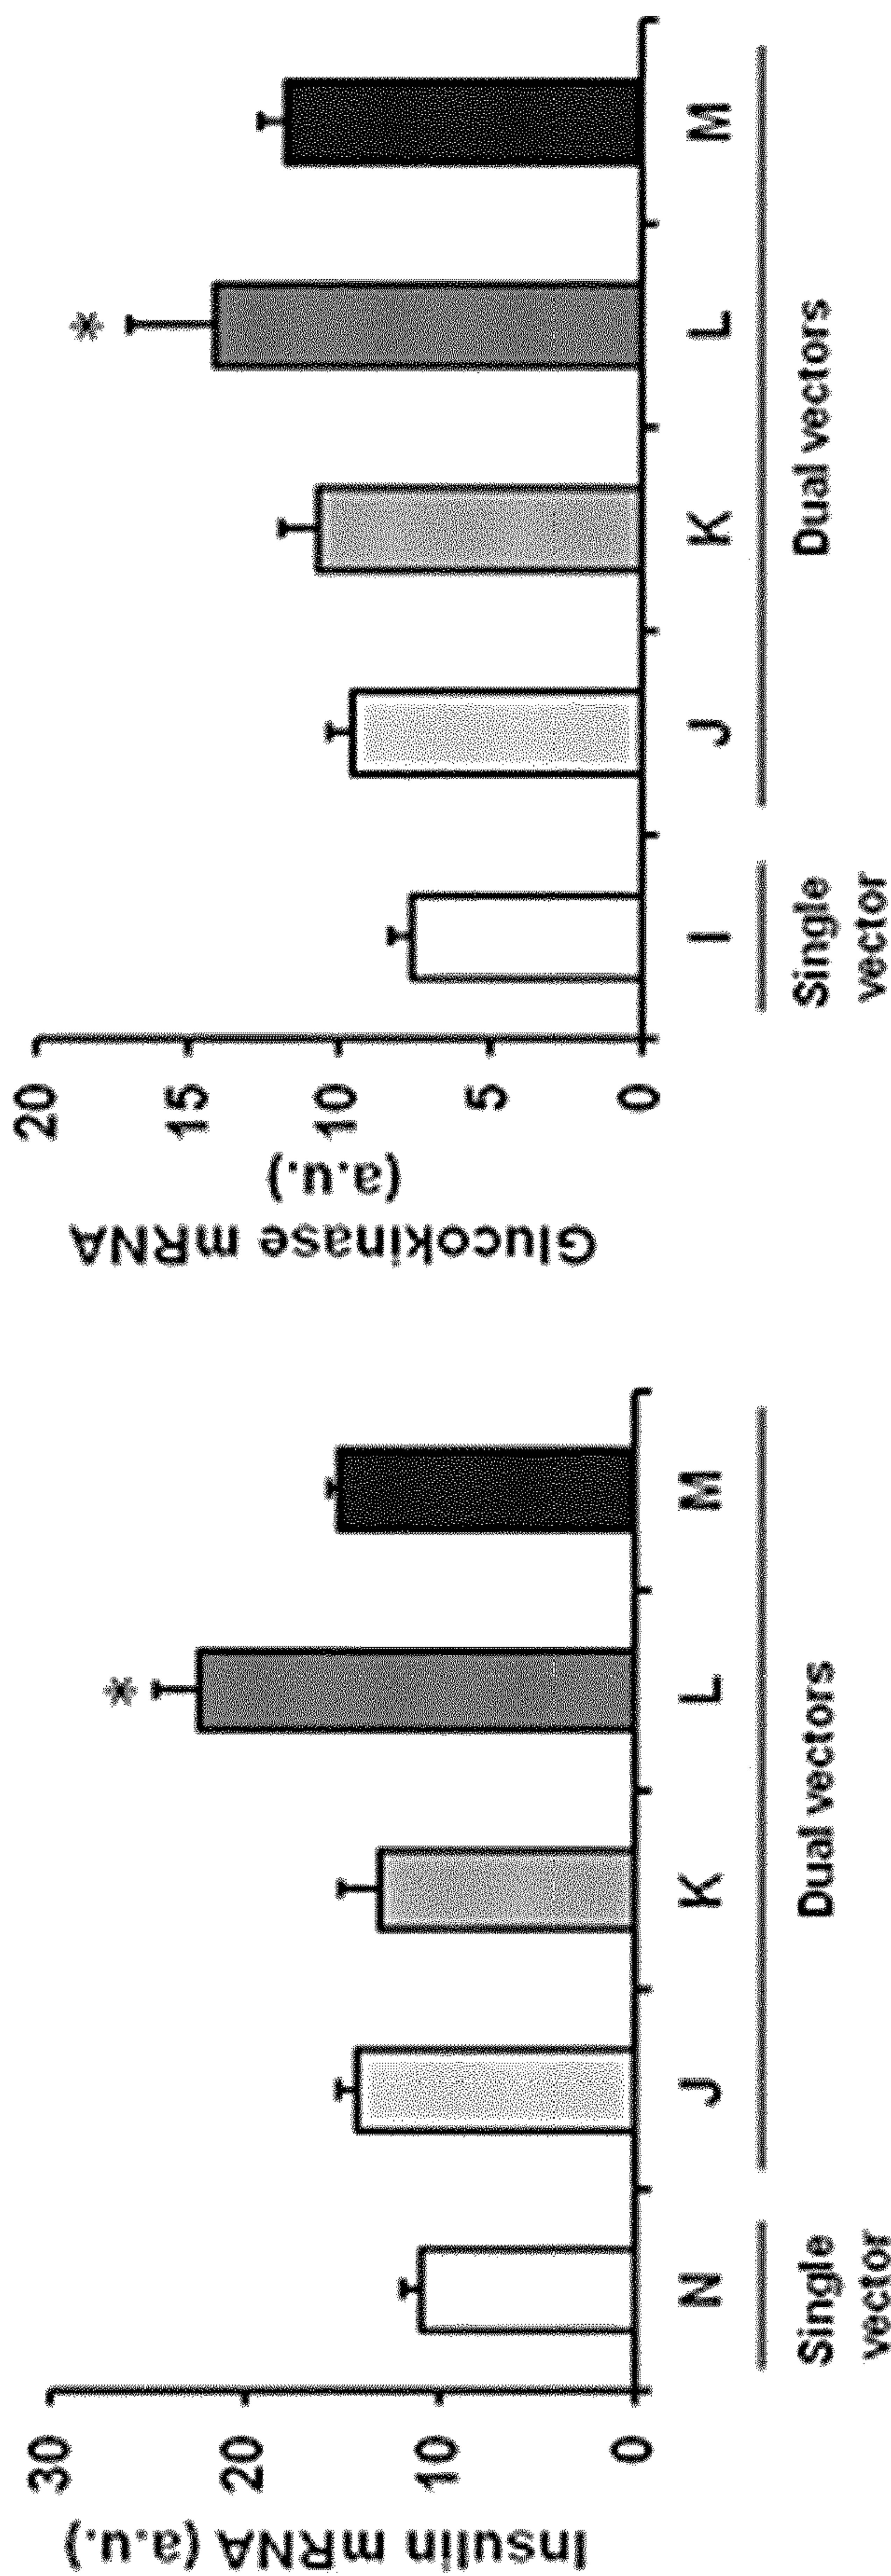 Insulin mRNA (a.u.)
30
20
10
0
*
N J K L M
Single
vector
Dual vectors
Glucokinase mRNA
(a.u.)
20
15
10
5
0
*
I J K L M
Single
vector
Dual vectors